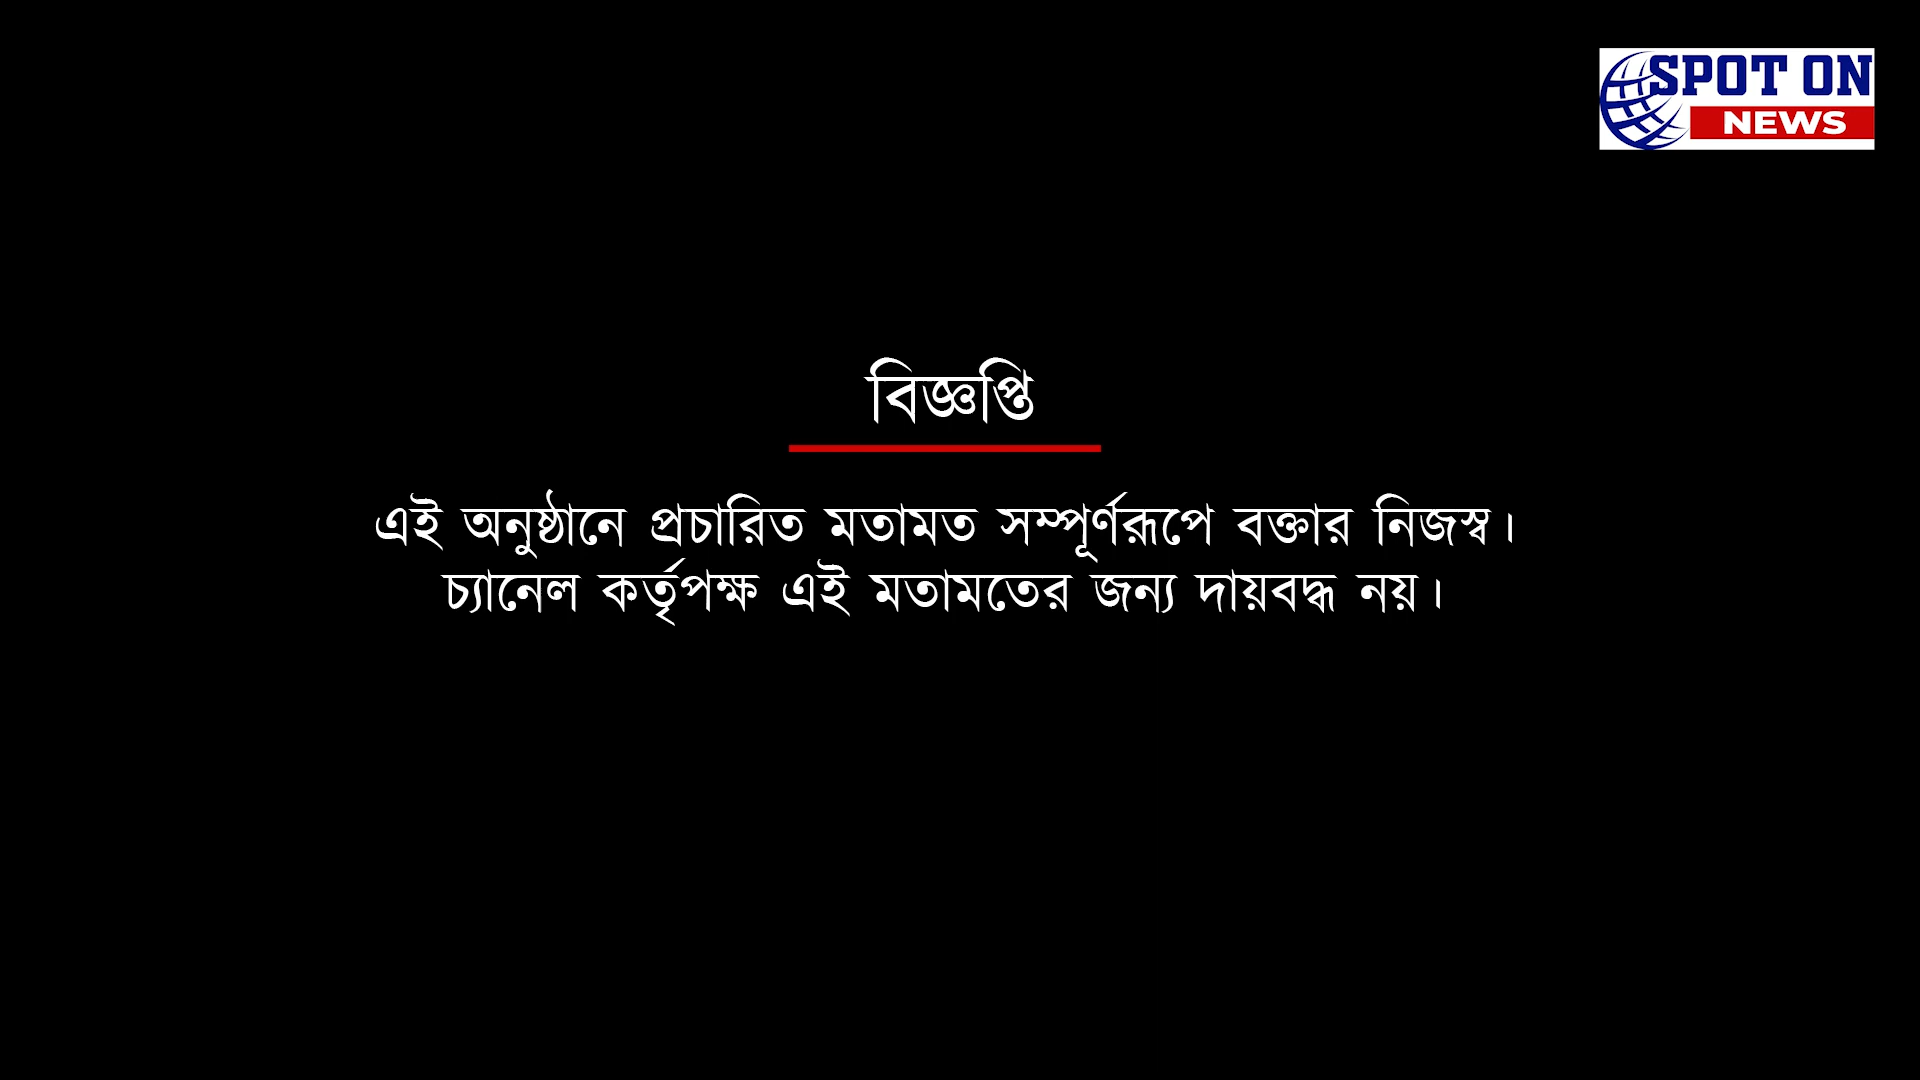 SPOT ON
NEWS
বিজ্ঞপ্তি
এই অনুষ্ঠানে প্রচারিত মতামত সম্পূর্ণরূপে বক্তার নিজস্ব।
চ্যানেল কর্তৃপক্ষ এই মতামতের জন্য দায়বদ্ধ নয়।